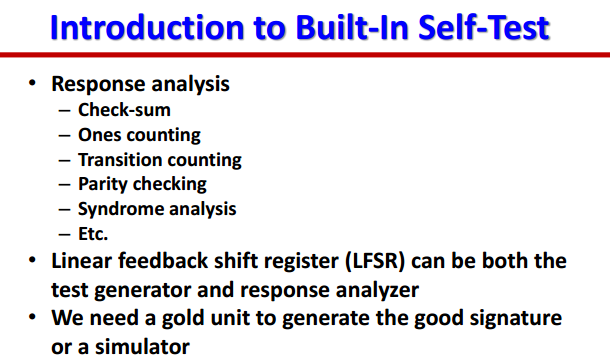 Introduction to Built-In Self-Test
• Response analysis
– Check-sum
– Ones counting
– Transition counting
– Parity checking
– Syndrome analysis
– Etc.
• Linear feedback shift register (LFSR) can be both the
test generator and response analyzer
• We need a gold unit to generate the good signature
or a simulator